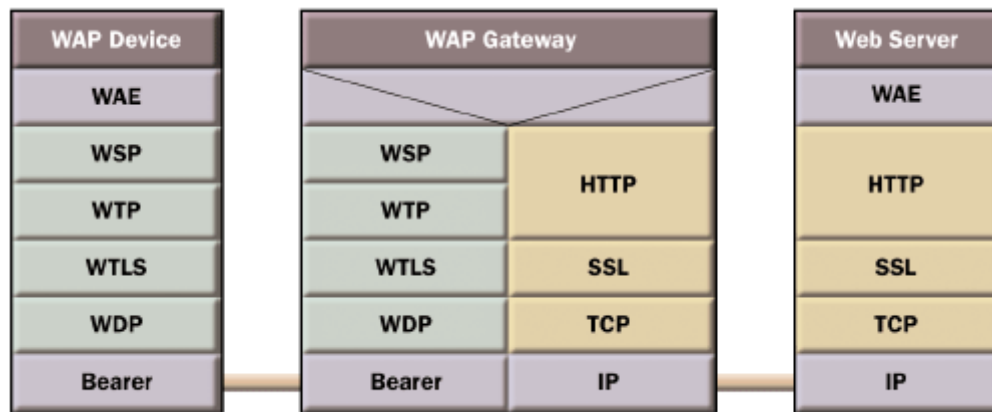 WAP Device
WAE
WSP
WTP
WTLS
WDP
Bearer
WAP Gateway
WSP
WTP
WTLS
WDP
Bearer
HTTP
SSL
TCP
IP
Web Server
WAE
HTTP
SSL
TCP
IP